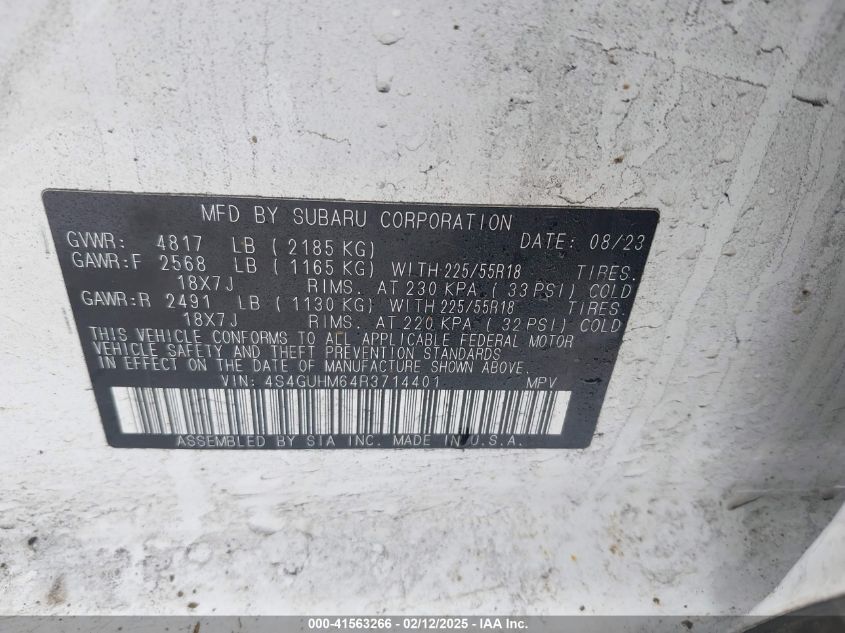 MFD BY SUBARU CORPORATION
GVWR: 4817 LB ( 2185 KG) DATE: 08/23
GAWR:F 2568 LB ( 1165 KG) WITH 225/55R18 TIRES.
18X7J RIMS. AT 230 KPA ( 33 PSI) COLD
GAWR:R 2491 LB ( 1130 KG) WITH 225/55R18 TIRES.
18X7J RIMS. AT 220 KPA ( 32 PSI) COLD
THIS VEHICLE CONFORMS TO ALL APPLICABLE FEDERAL MOTOR
VEHICLE SAFETY AND THEFT PREVENTION STANDARDS
IN EFFECT ON THE DATE OF MANUFACTURE SHOWN ABOVE.
VIN: 4S4GUHM64R3714401 MPV
ASSEMBLED BY SIA INC. MADE IN U.S.A.
000-41563266 - 02/12/2025 - IAA Inc.